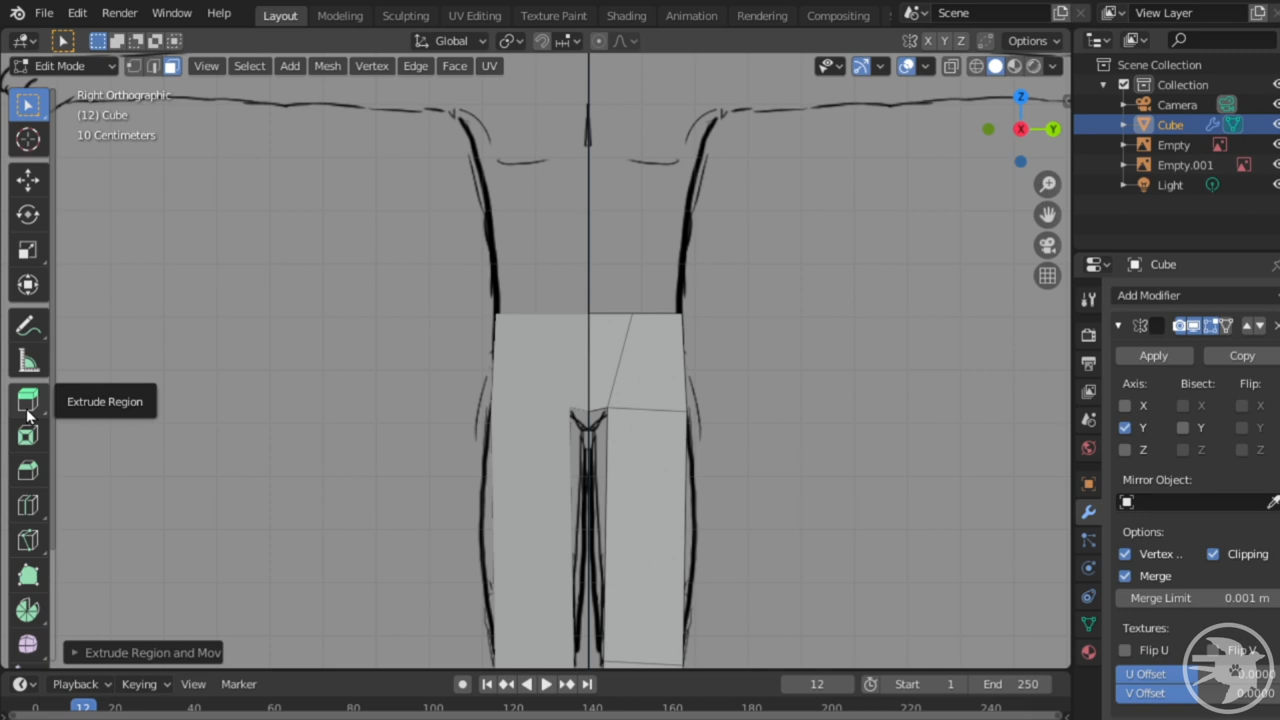 File Edit Render Window Help
Layout Modeling Sculpting UV Editing Texture Paint Shading Animation Rendering Compositing
Scene
View Layer
Global
X Y Z Options
Edit Mode View Select Add Mesh Vertex Edge Face UV
Right Orthographic
(12) Cube
10 Centimeters
Z
X
Y
Extrude Region
Extrude Region and Mov
Scene Collection
Collection
Camera
Cube
Empty
Empty.001
Light
Cube
Add Modifier
Apply Copy
Axis: Bisect: Flip:
X X X
Y Y Y
Z Z Z
Mirror Object:
Options:
Vertex .. Clipping
Merge
Merge Limit 0.001 m
Textures:
Flip U Flip V
U Offset 0.0000
V Offset 0.0000
Playback Keying View Marker
12 Start 1 End 250
0 12 20 40 60 80 100 120 140 160 180 200 220 240